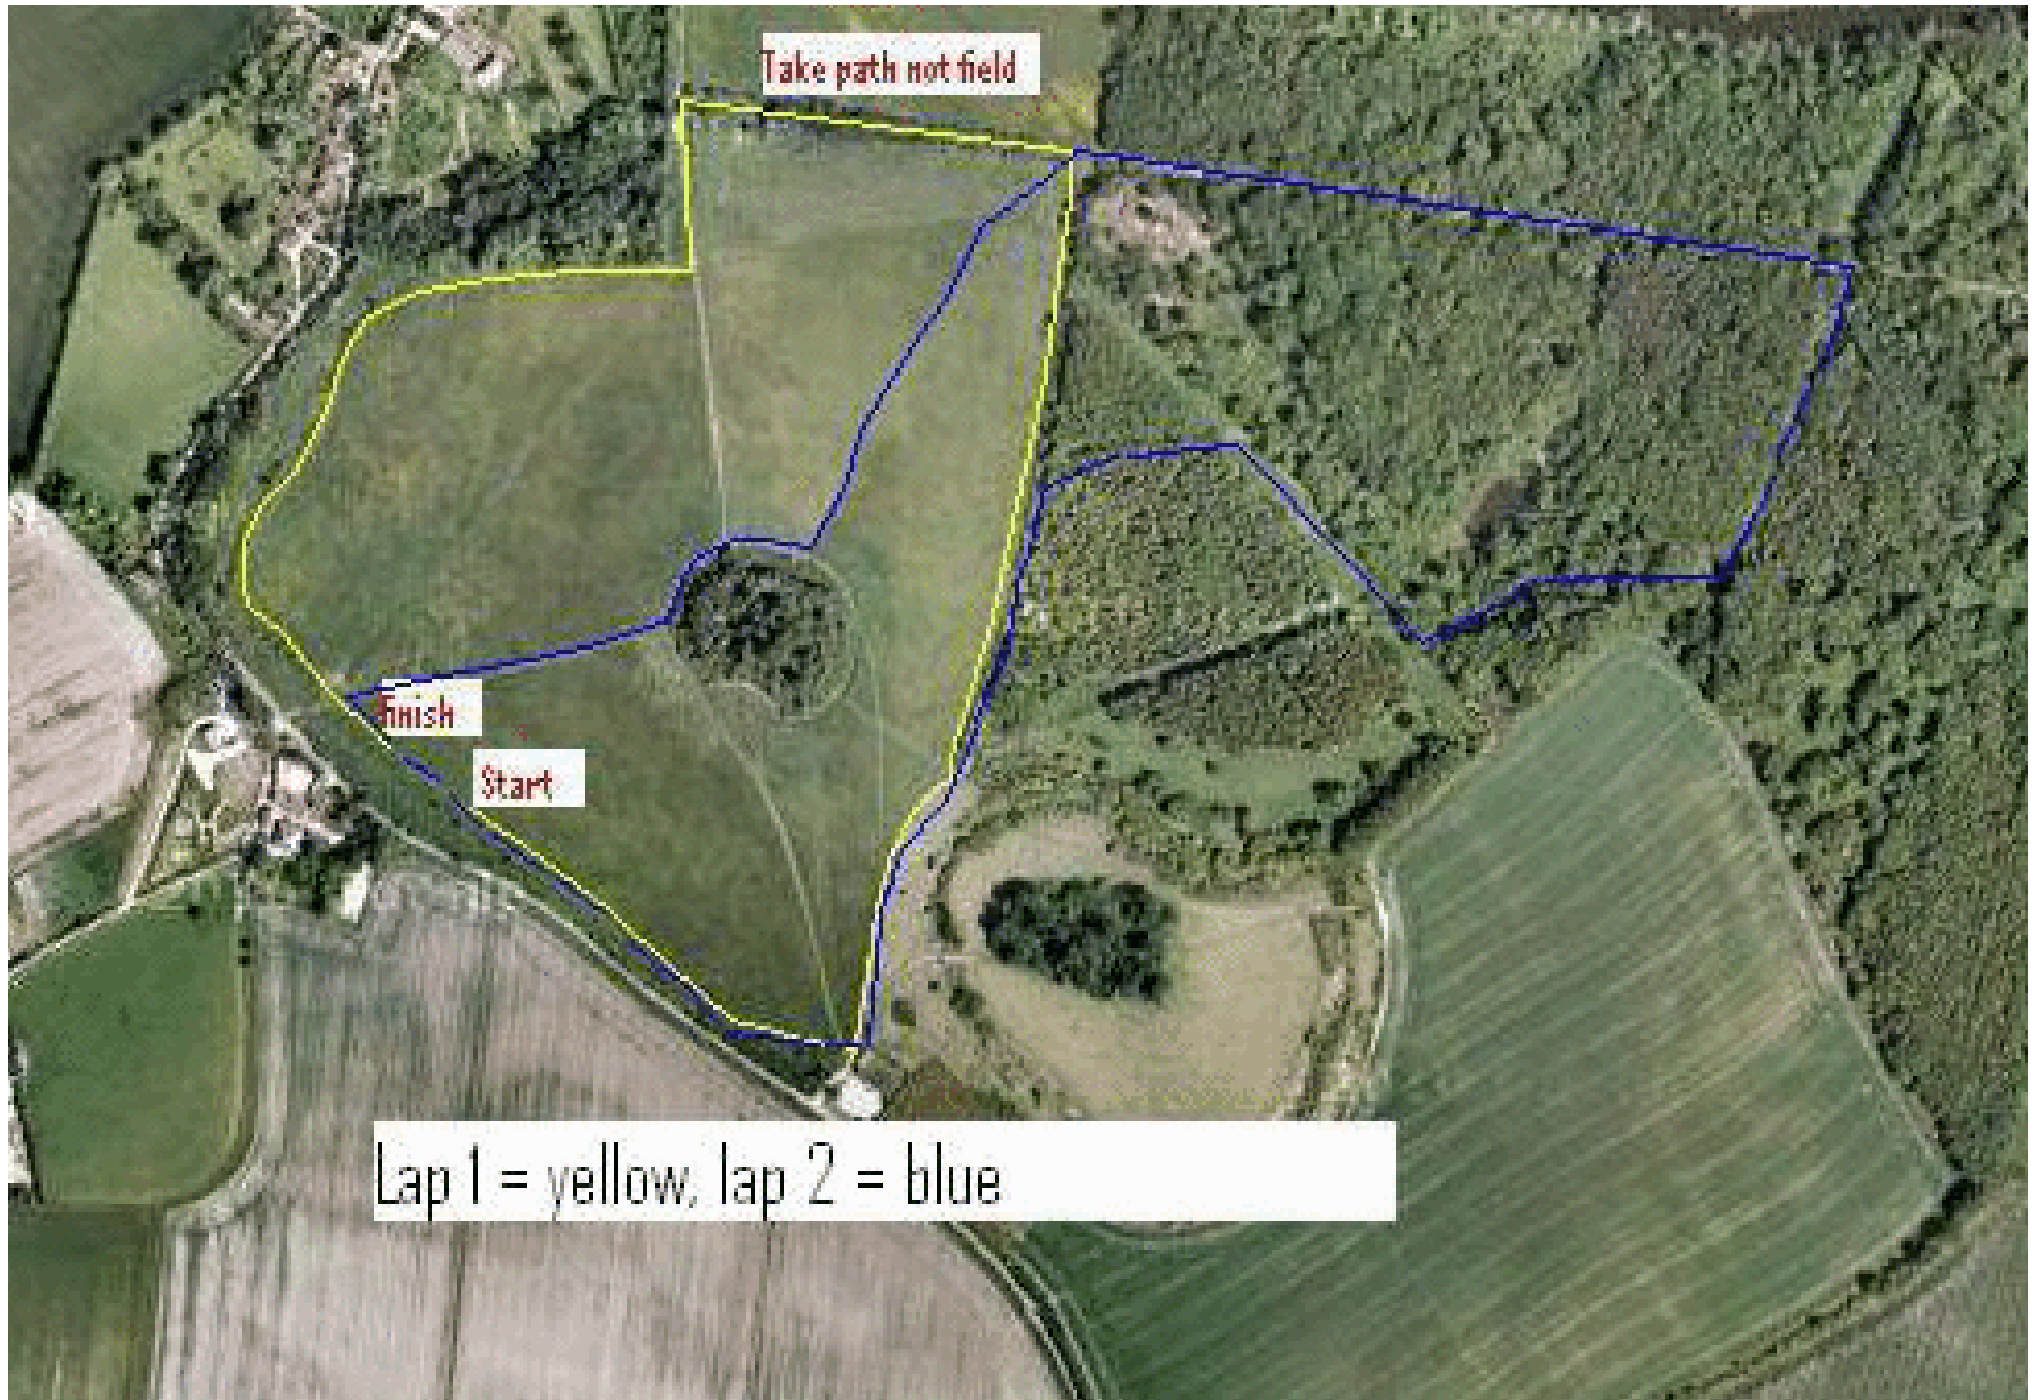 Take path not field
Finish
Start
Lap 1 = yellow, lap 2 = blue